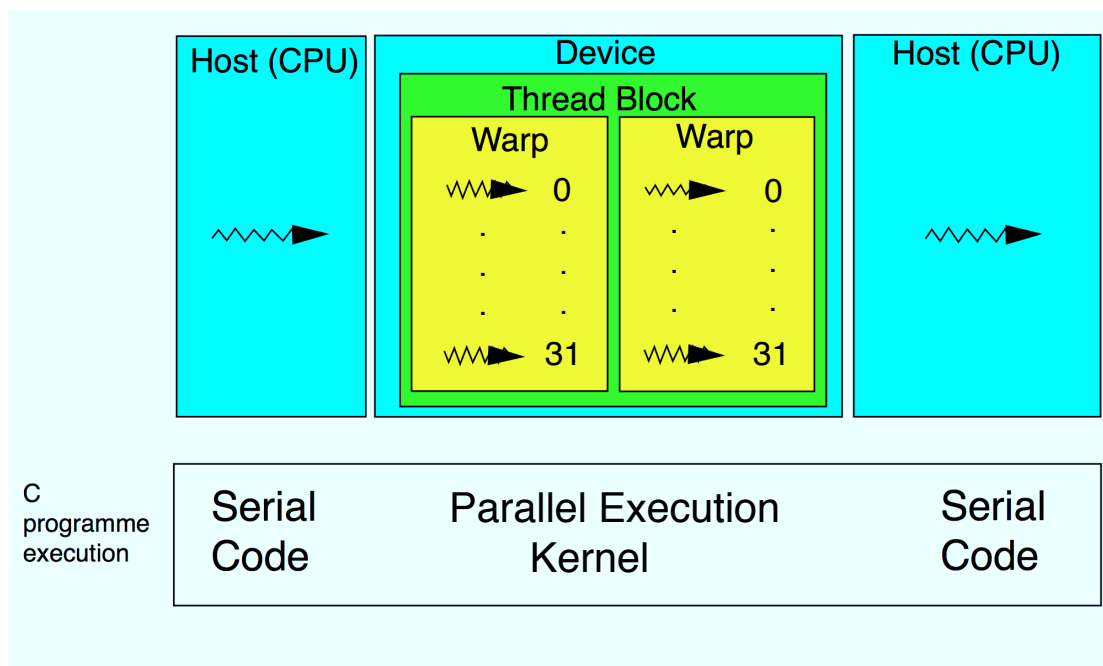 Host (CPU)
Device
Host (CPU)
Thread Block
Warp
Warp
0
0
. .
. .
. .
. .
. .
. .
31
31
C
programme
execution
Serial
Code
Parallel Execution
Kernel
Serial
Code